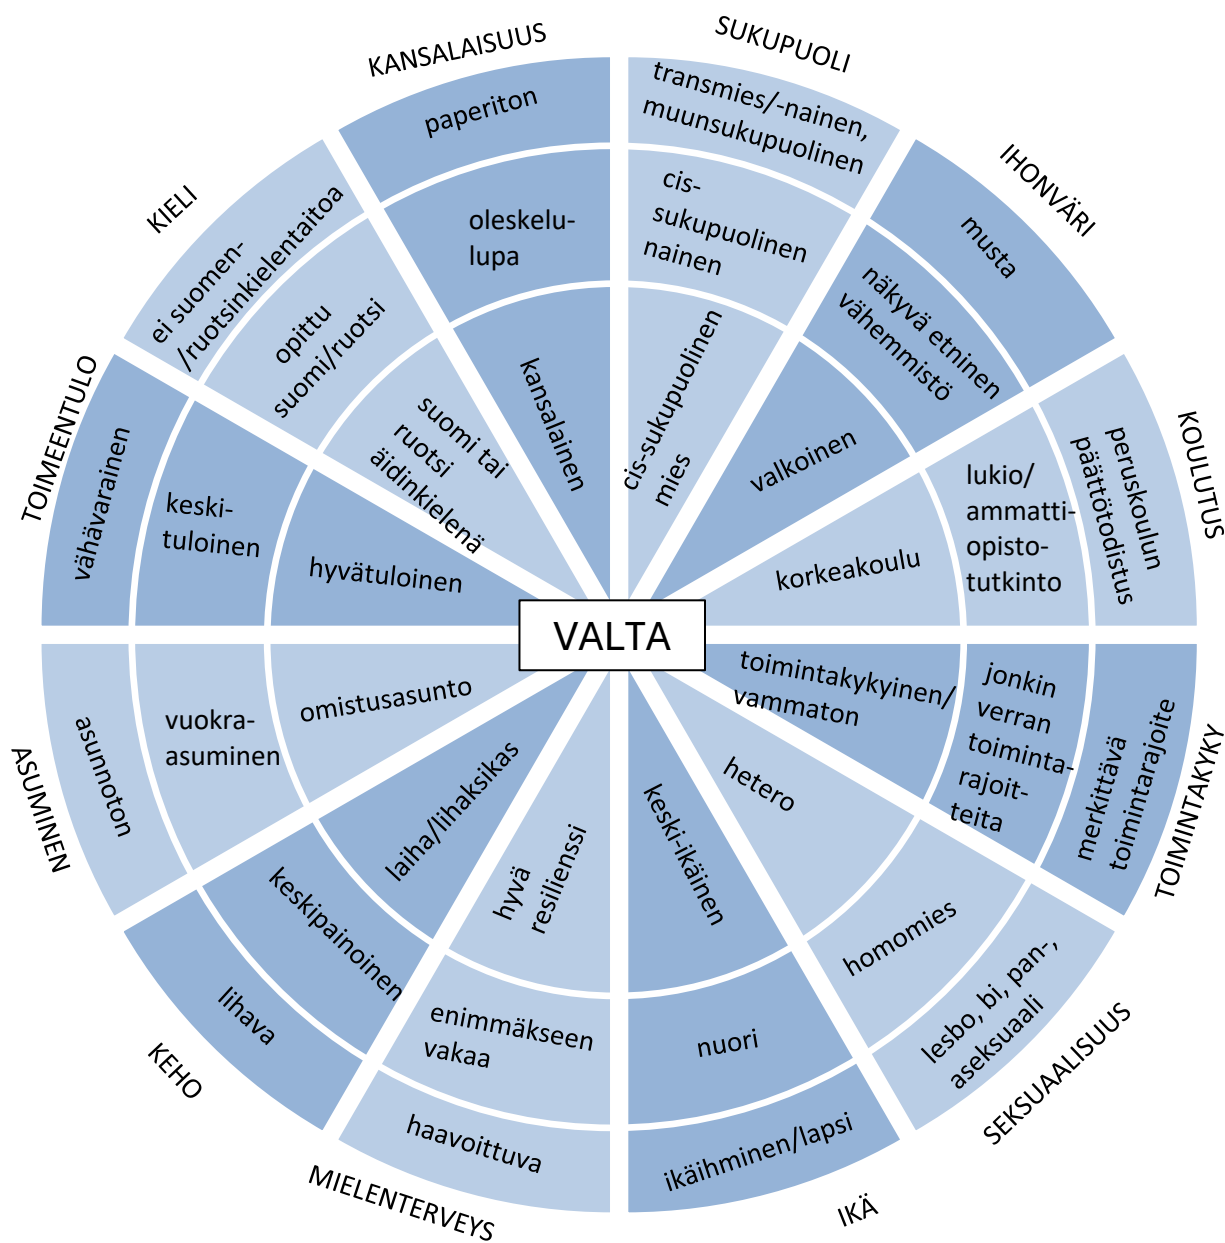 KANSALAISUUS
paperiton
oleskelu-
lupa
kansalainen
SUKUPUOLI
transmies/-nainen,
muunsukupuolinen
cis-
sukupuolinen
nainen
cis-sukupuolinen
mies
IHONVÄRI
musta
näkyvä etninen
vähemmistö
valkoinen
KOULUTUS
peruskoulun
päättötodistus
lukio/
ammatti-
opisto-
tutkinto
korkeakoulu
TOIMINTAKYKY
merkittävä
toimintarajoite
jonkin
verran
toiminta-
rajoit-
teita
toimintakykyinen/
vammaton
SEKSUAALISUUS
lesbo, bi, pan-,
aseksuaali
homomies
hetero
IKÄ
ikäihminen/lapsi
nuori
keski-ikäinen
MIELENTERVEYS
haavoittuva
enimmäkseen
vakaa
hyvä
resilienssi
KEHO
lihava
keskipainoinen
laiha/lihaksikas
ASUMINEN
asunnoton
vuokra-
asuminen
omistusasunto
TOIMEENTULO
vähävarainen
keski-
tuloinen
hyvätuloinen
KIELI
ei suomen-
/ruotsinkielentaitoa
opittu
suomi/ruotsi
suomi tai
ruotsi
äidinkielenä
VALTA